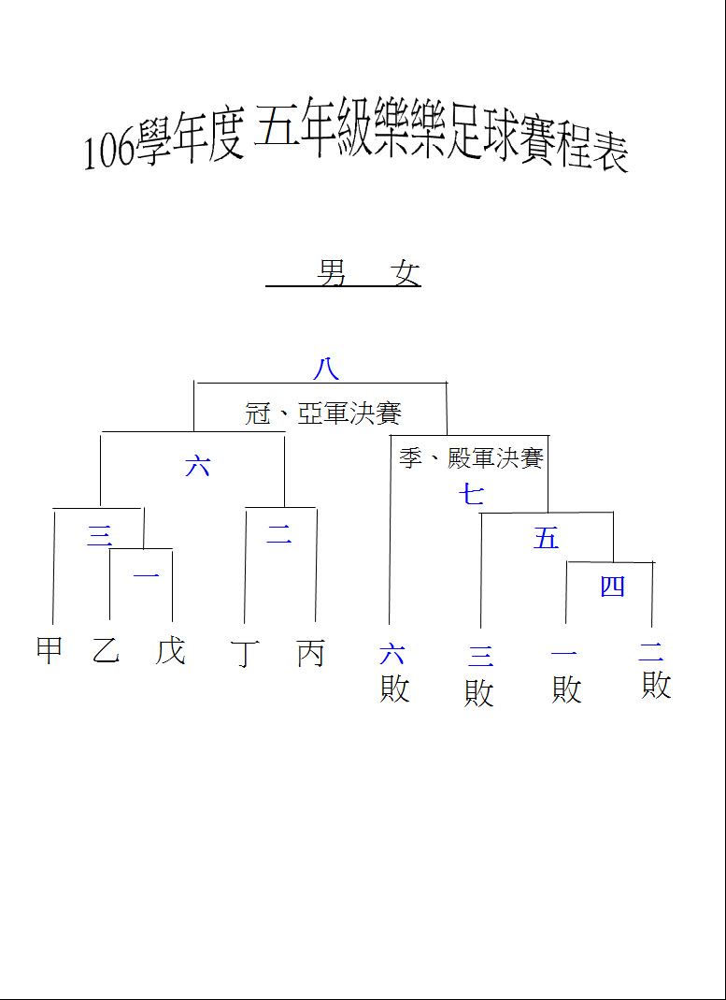 106學年度 五年級樂樂足球賽程表
男 女
八
冠、亞軍決賽
季、殿軍決賽
六 七
三 二 五
一 四
甲 乙 戊 丁 丙 六敗 三敗 一敗 二敗